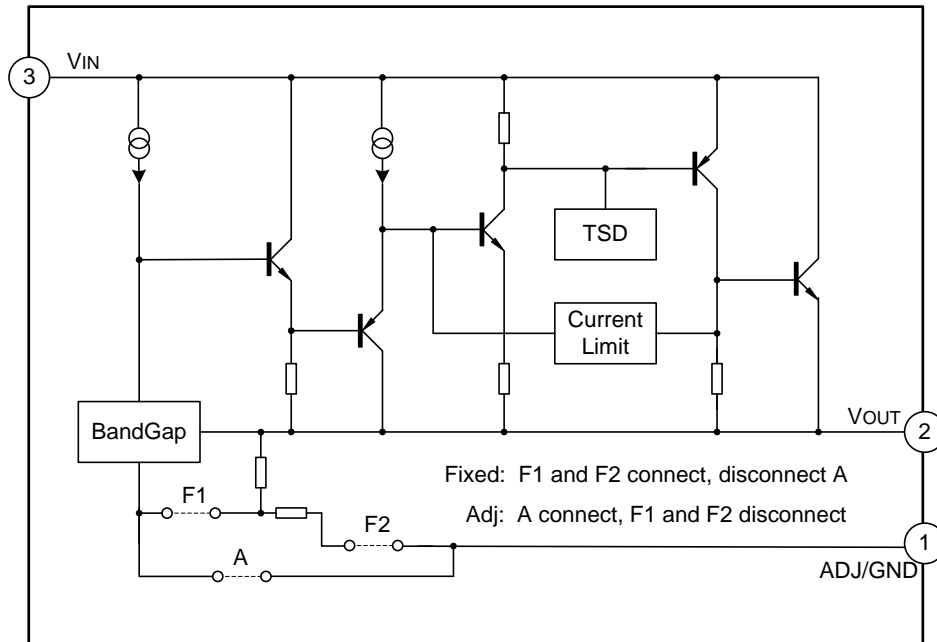 3
VIN
TSD
Current
Limit
BandGap
VOUT
2
Fixed: F1 and F2 connect, disconnect A
F1
Adj: A connect, F1 and F2 disconnect
F2
1
A
ADJ/GND